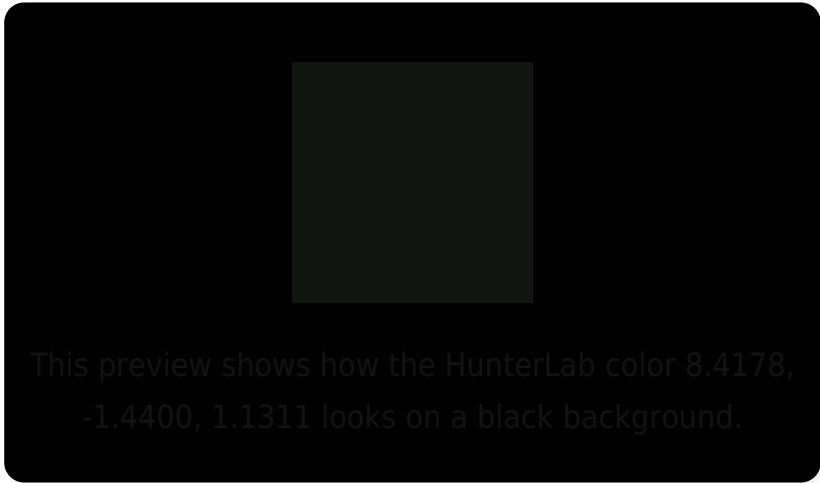 This preview shows how the HunterLab color 8.4178,
-1.4400, 1.1311 looks on a black background.